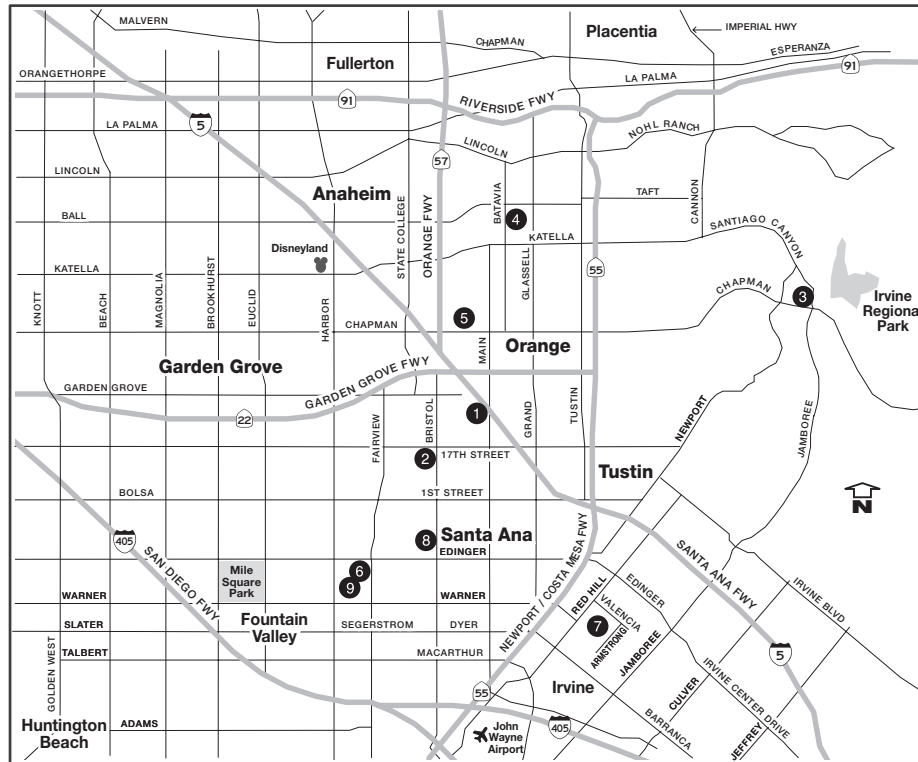 MALVERN
CHAPMAN
Placentia
IMPERIAL HWY
Fullerton
ESPERANZA
ORANGETHORPE
LA PALMA
91
91
RIVERSIDE FWY
5
LA PALMA
NOHL RANCH
LINCOLN
57
LINCOLN
Anaheim
TAFT
BALL
STATE COLLEGE
ORANGE FWY
BATAVIA
4
CANNON
SANTIAGO CANYON
KATELLA
Disneyland
GLASSELL
55
KATELLA
KNOTT
BEACH
MAGNOLIA
BROOKHURST
EUCLID
HARBOR
CHAPMAN
3
Irvine
Regional
Park
CHAPMAN
5
MAIN
Orange
Garden Grove
GARDEN GROVE FWY
GARDEN GROVE
22
FAIRVIEW
BRISTOL
1
GRAND
TUSTIN
NEWPORT
JAMBOREE
2
17TH STREET
Tustin
BOLSA
1ST STREET
N
405
SAN DIEGO FWY
8
Santa Ana
EDINGER
NEWPORT / COSTA MESA FWY
SANTA ANA FWY
Mile
Square
Park
6
9
RED HILL
EDINGER
IRVINE BLVD
WARNER
WARNER
VALENCIA
SLATER
Fountain
Valley
SEGERSTROM
DYER
7
ARMSTRONG
JAMBOREE
TALBERT
MACARTHUR
5
GOLDEN WEST
55
Irvine
CULVER
IRVINE CENTER DRIVE
Huntington
Beach
ADAMS
John
Wayne
Airport
405
BARRANCA
JEFFREY